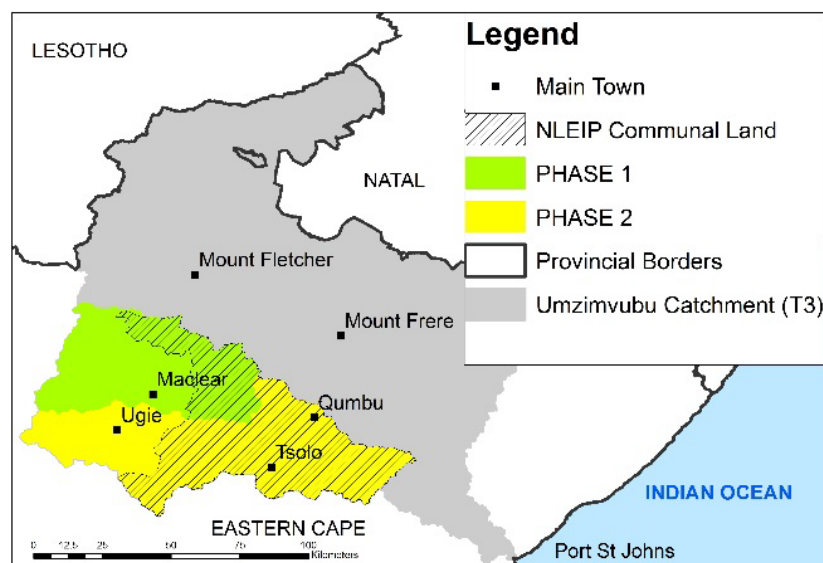 LESOTHO
Legend
Main Town
NLEIP Communal Land
NATAL
PHASE 1
PHASE 2
Provincial Borders
Umzimvubu Catchment (T3)
Mount Fletcher
Mount Frere
Maclear
Ugie
Qumbu
Tsolo
INDIAN OCEAN
EASTERN CAPE
Port St Johns
0 12.5 25 50 75 100
Kilometers